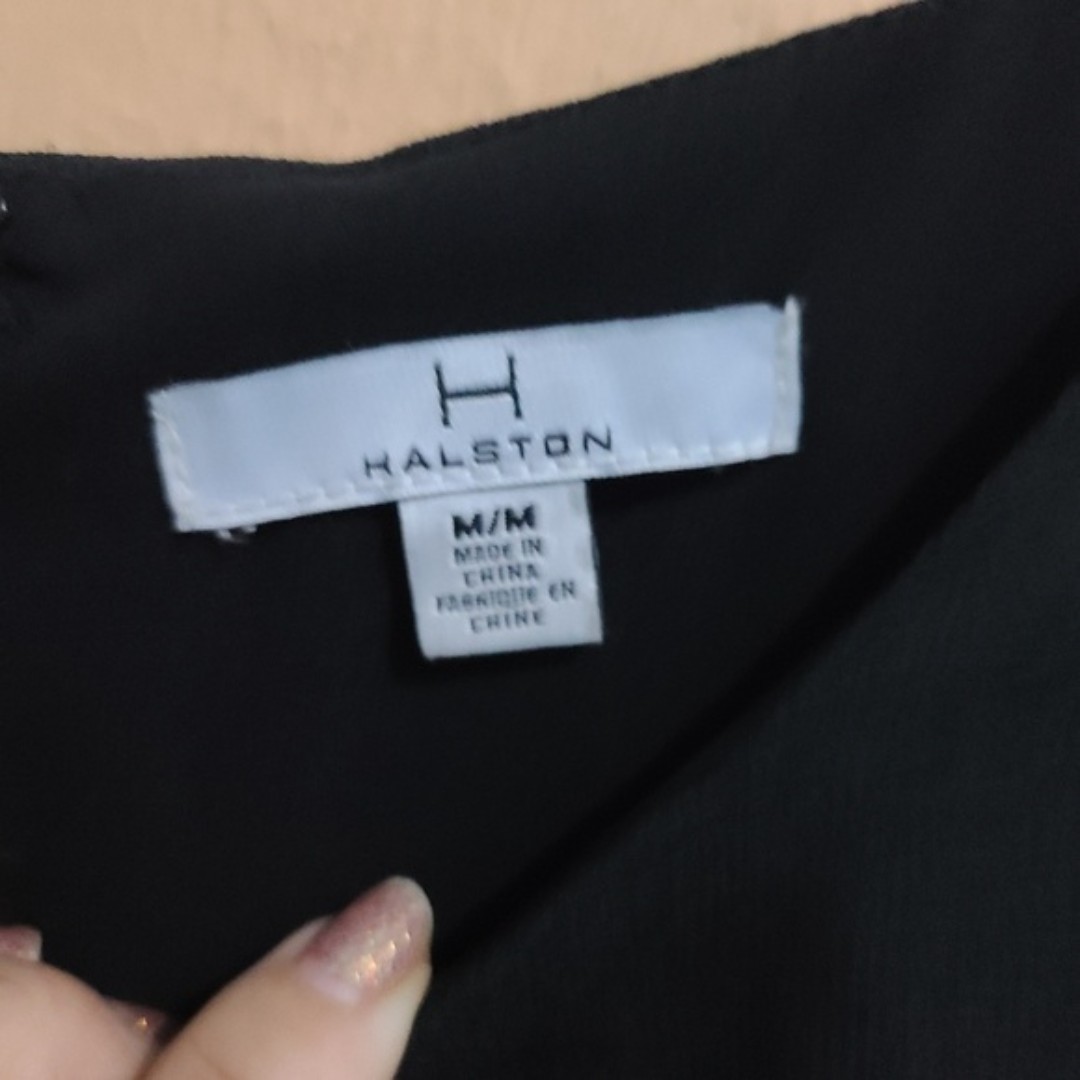 H
HALSTON
M/M
MADE IN
CHINA
FABRIQUE EN
CHINE